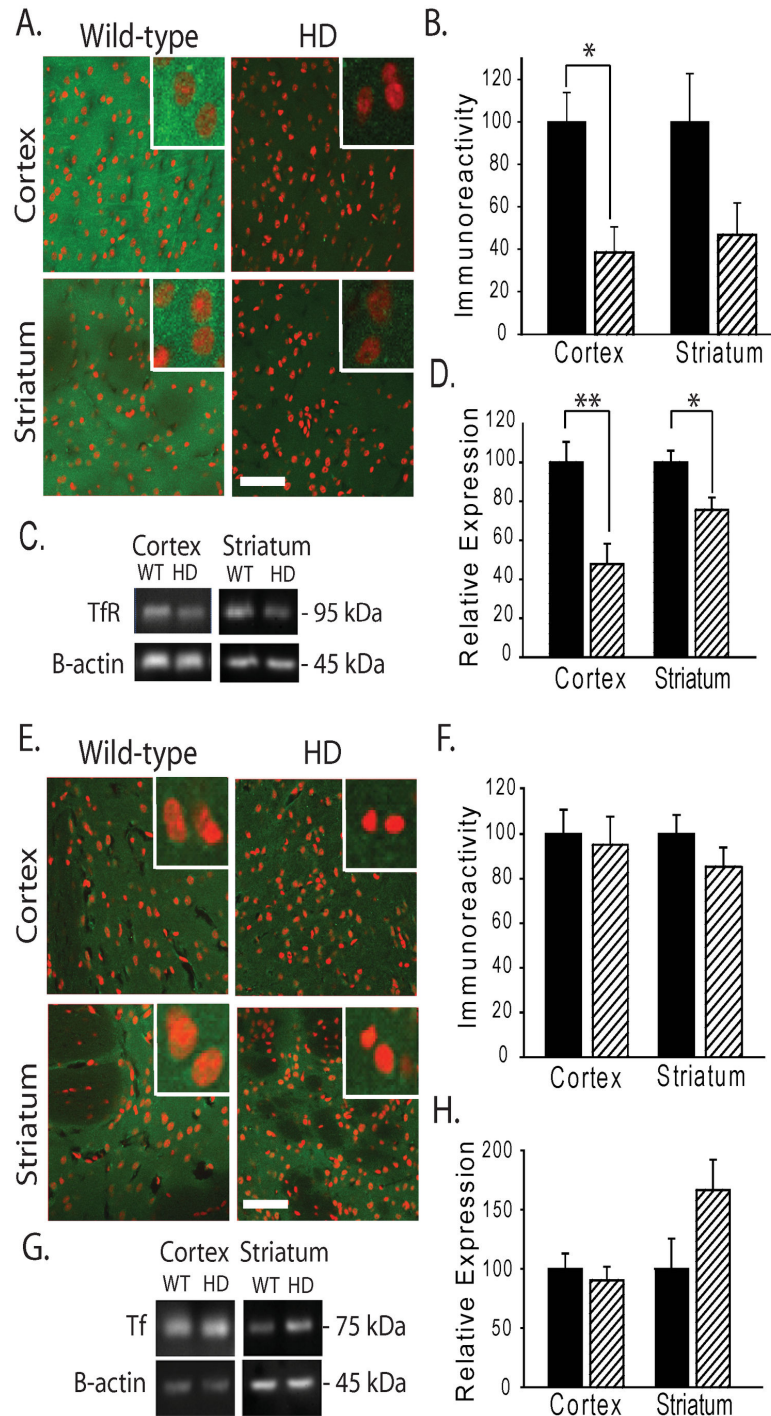 A.
Wild-type HD
Cortex
Striatum
B.
Immunoreactivity
120
100
80
60
40
20
0
*
Cortex Striatum
C.
Cortex Striatum
WT HD WT HD
TfR - 95 kDa
B-actin - 45 kDa
D.
Relative Expression
120
100
80
60
40
20
0
** *
Cortex Striatum
E.
Wild-type HD
Cortex
Striatum
F.
Immunoreactivity
120
100
80
60
40
20
0
Cortex Striatum
G.
Cortex Striatum
WT HD WT HD
Tf - 75 kDa
B-actin - 45 kDa
H.
Relative Expression
200
150
100
50
0
Cortex Striatum